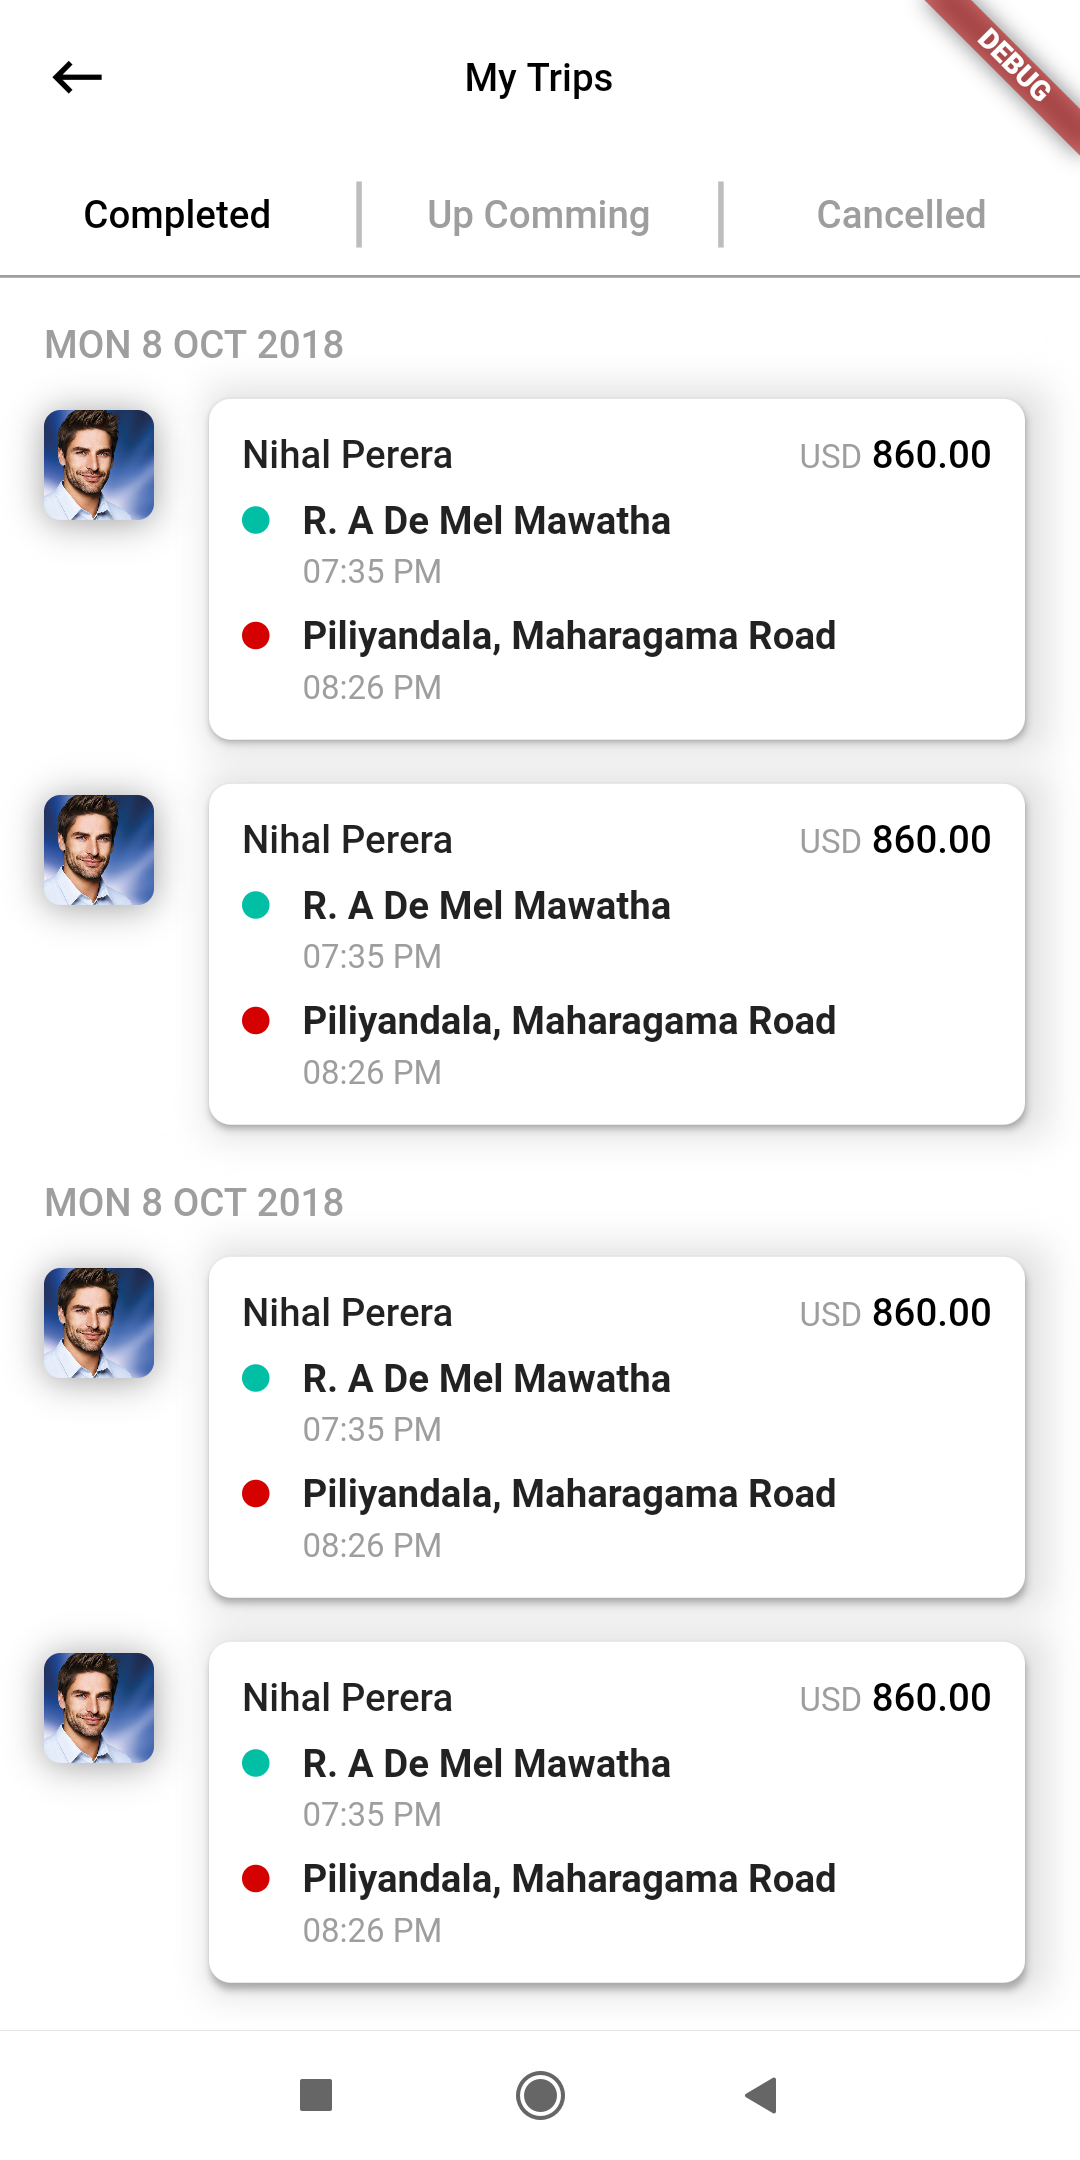 DEBUG
My Trips
Completed
Up Comming
Cancelled
MON 8 OCT 2018
Nihal Perera USD 860.00
R. A De Mel Mawatha
07:35 PM
Piliyandala, Maharagama Road
08:26 PM
Nihal Perera USD 860.00
R. A De Mel Mawatha
07:35 PM
Piliyandala, Maharagama Road
08:26 PM
MON 8 OCT 2018
Nihal Perera USD 860.00
R. A De Mel Mawatha
07:35 PM
Piliyandala, Maharagama Road
08:26 PM
Nihal Perera USD 860.00
R. A De Mel Mawatha
07:35 PM
Piliyandala, Maharagama Road
08:26 PM